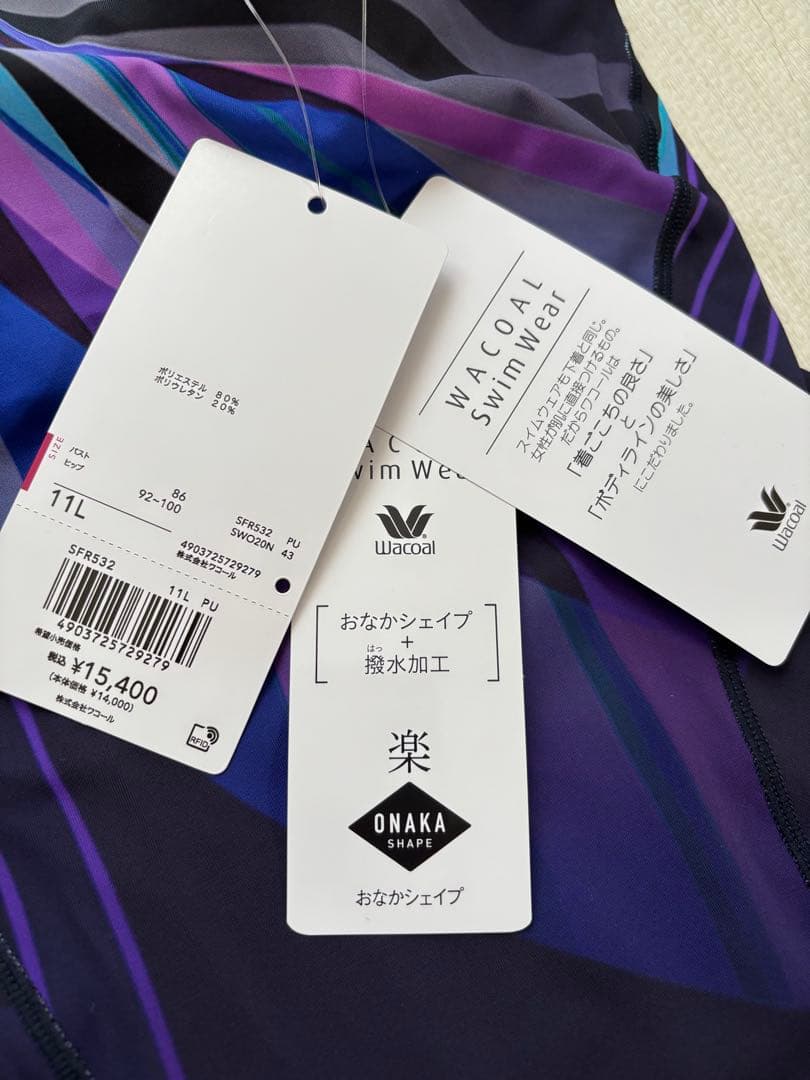 ポリエステル 80%
ポリウレタン 20%
SIZE
バスト 86
ヒップ 92~100
11L
SFR532 PU
SWO20N 43
4903725729279
株式会社ワコール
SFR532
11L PU
4903725729279
希望小売価格
税込 ¥15,400
(本体価格 ¥14,000)
株式会社ワコール
RFID
WACOAL
Swim Wear
スイムウェアも下着と同じ。
女性が肌に直接つけるもの。
だからワコールは
「着ごこちの良さ」
と
「ボディラインの美しさ」
にこだわりました。
Wacoal
AC
wim Wea
Wacoal
おなかシェイプ
+
はっ
撥水加工
楽
ONAKA
SHAPE
おなかシェイプ